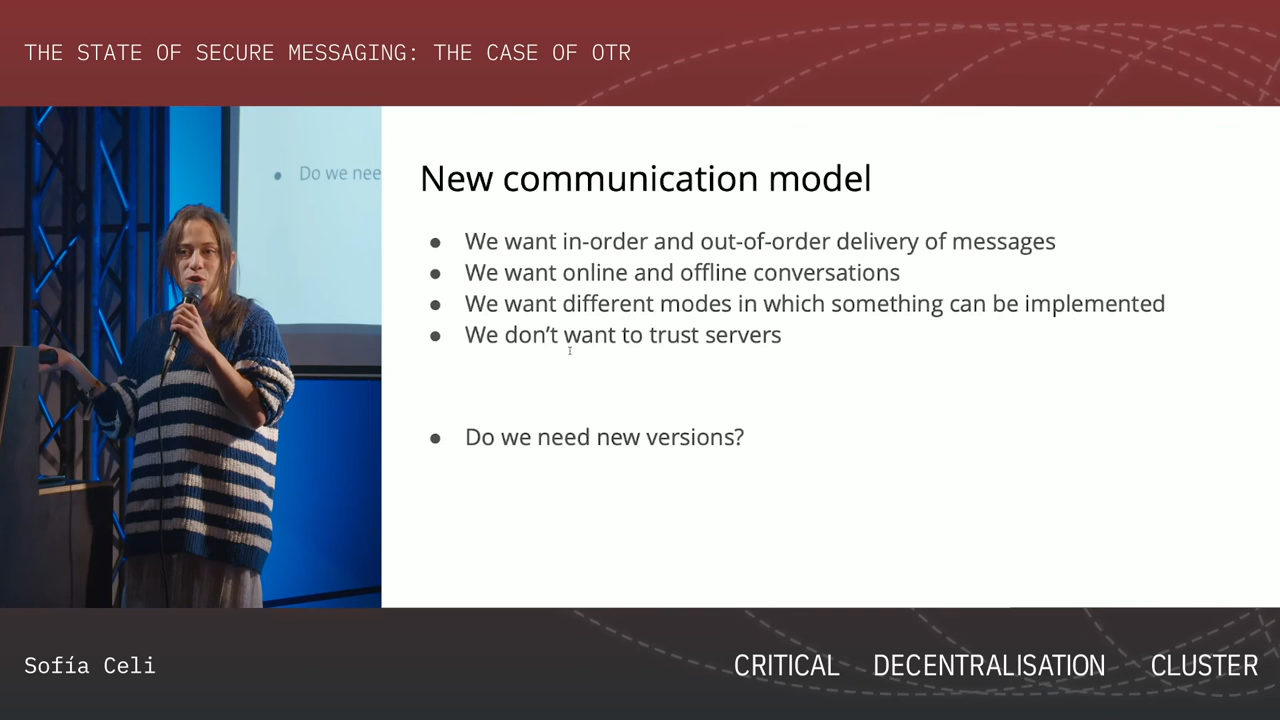 THE STATE OF SECURE MESSAGING: THE CASE OF OTR
● Do we nee
New communication model
● We want in-order and out-of-order delivery of messages
● We want online and offline conversations
● We want different modes in which something can be implemented
● We don’t want to trust servers
● Do we need new versions?
Sofía Celi
CRITICAL DECENTRALISATION CLUSTER